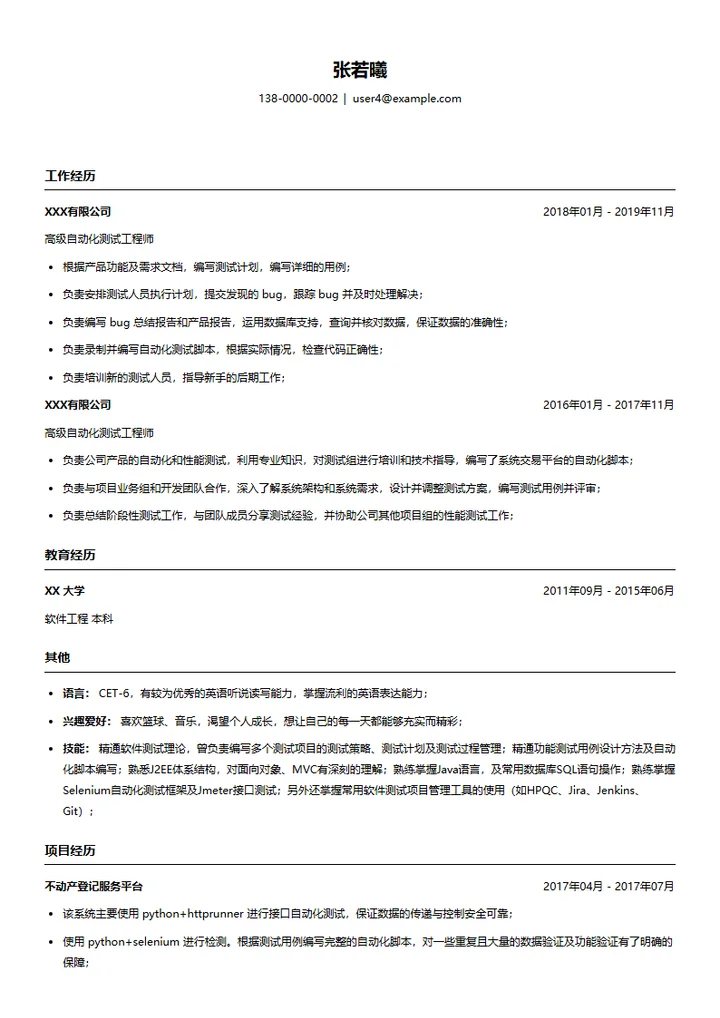 张若曦
138-0000-0002 | user4@example.com
工作经历
XXX有限公司 2018年01月 - 2019年11月
高级自动化测试工程师
• 根据产品功能及需求文档，编写测试计划，编写详细的用例；
• 负责安排测试人员执行计划，提交发现的 bug，跟踪 bug 并及时处理解决；
• 负责编写 bug 总结报告和产品报告，运用数据库支持，查询并核对数据，保证数据的准确性；
• 负责录制并编写自动化测试脚本，根据实际情况，检查代码正确性；
• 负责培训新的测试人员，指导新手的后期工作；
XXX有限公司 2016年01月 - 2017年11月
高级自动化测试工程师
• 负责公司产品的自动化和性能测试，利用专业知识，对测试组进行培训和技术指导，编写了系统交易平台的自动化脚本；
• 负责与项目业务组和开发团队合作，深入了解系统架构和系统需求，设计并调整测试方案，编写测试用例并评审；
• 负责总结阶段性测试工作，与团队成员分享测试经验，并协助公司其他项目组的性能测试工作；
教育经历
XX 大学 2011年09月 - 2015年06月
软件工程 本科
其他
• 语言： CET-6，有较为优秀的英语听说读写能力，掌握流利的英语表达能力；
• 兴趣爱好： 喜欢篮球、音乐，渴望个人成长，想让自己的每一天都能够充实而精彩；
• 技能： 精通软件测试理论，曾负责编写多个测试项目的测试策略、测试计划及测试过程管理；精通功能测试用例设计方法及自动
化脚本编写；熟悉J2EE体系结构，对面向对象、MVC有深刻的理解；熟练掌握Java语言，及常用数据库SQL语句操作；熟练掌握
Selenium自动化测试框架及Jmeter接口测试；另外还掌握常用软件测试项目管理工具的使用（如HPQC、Jira、Jenkins、
Git）；
项目经历
不动产登记服务平台 2017年04月 - 2017年07月
• 该系统主要使用 python+httprunner 进行接口自动化测试，保证数据的传递与控制安全可靠；
• 使用 python+selenium 进行检测。根据测试用例编写完整的自动化脚本，对一些重复且大量的数据验证及功能验证有了明确的
保障；